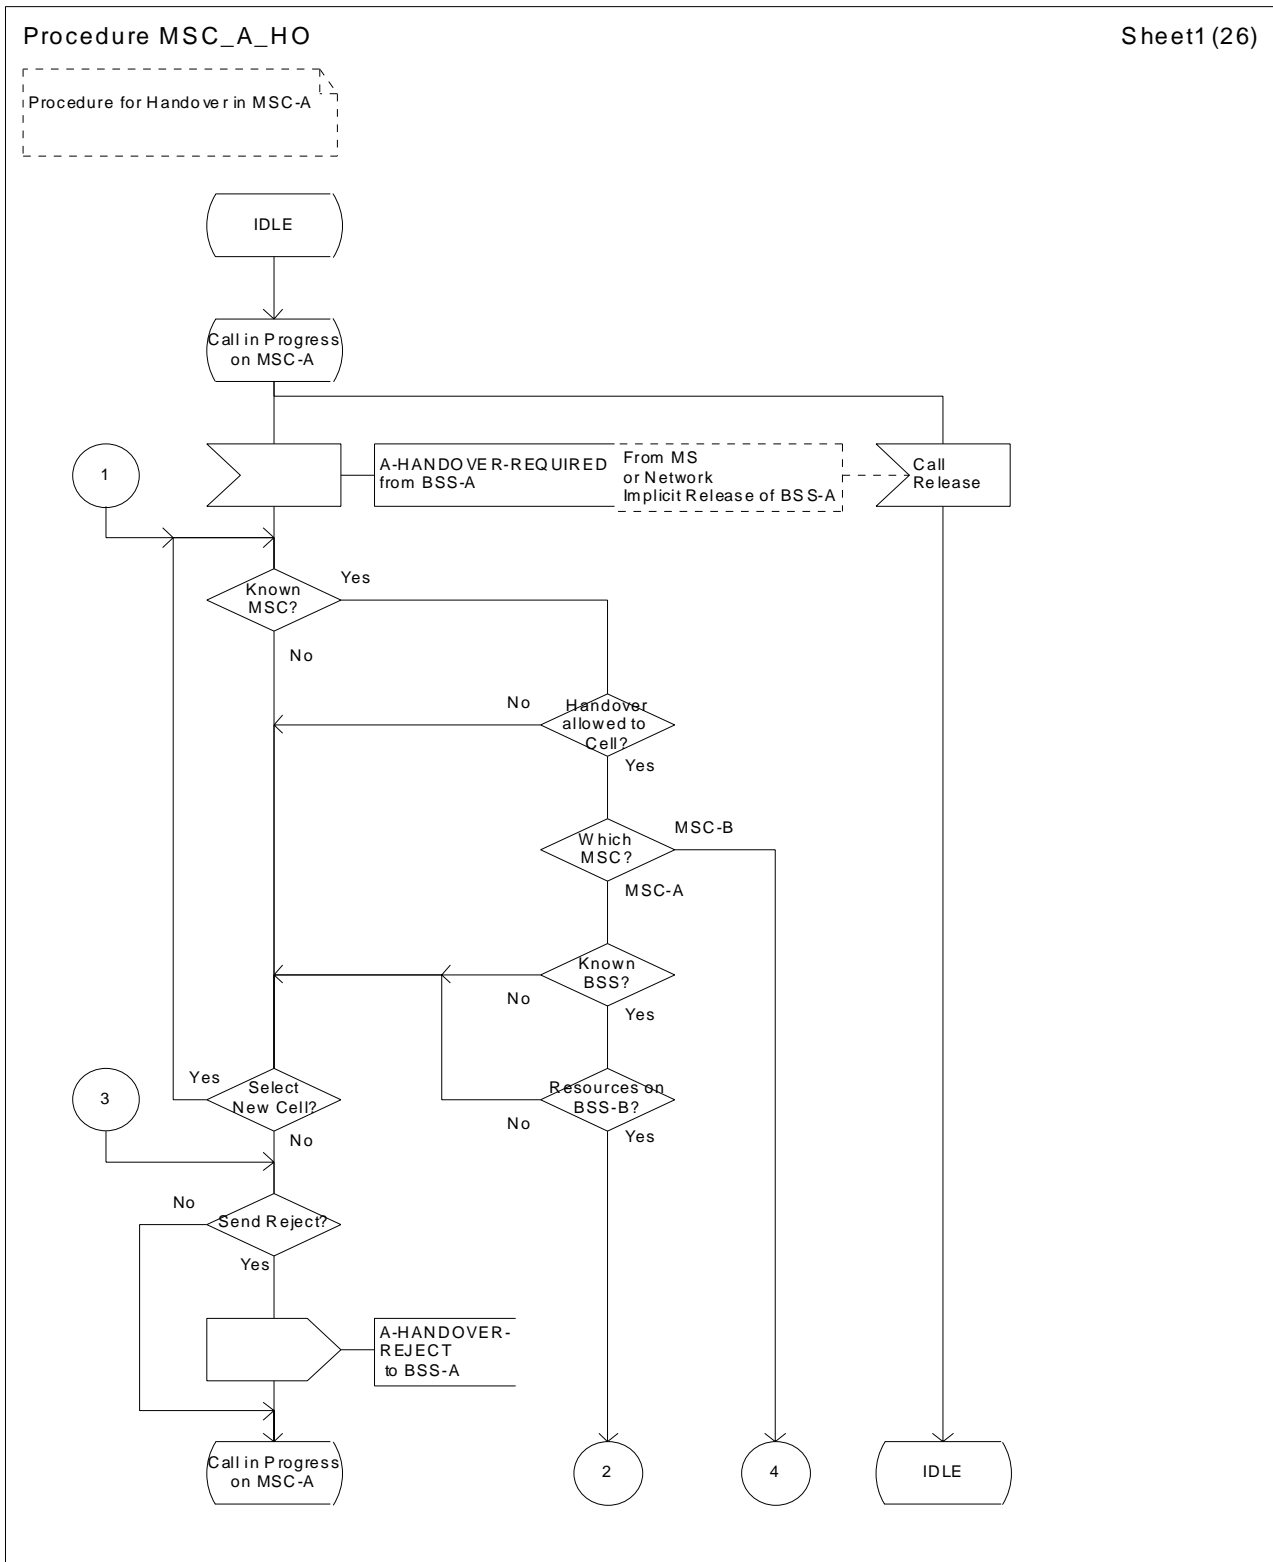 Procedure MSC_A_HO
Sheet1 (26)
Procedure for Handover in MSC-A
IDLE
Call in Progress
on MSC-A
1
A-HANDOVER-REQUIRED
from BSS-A
From MS
or Network
Implicit Release of BSS-A
Call
Release
Known
MSC?
Yes
No
Handover
allowed to
Cell?
No
Yes
Which
MSC?
MSC-B
MSC-A
Known
BSS?
No
Yes
3
Yes
Select
New Cell?
No
Resources on
BSS-B?
No
Yes
No
Send Reject?
Yes
A-HANDOVER-
REJECT
to BSS-A
Call in Progress
on MSC-A
2
4
IDLE